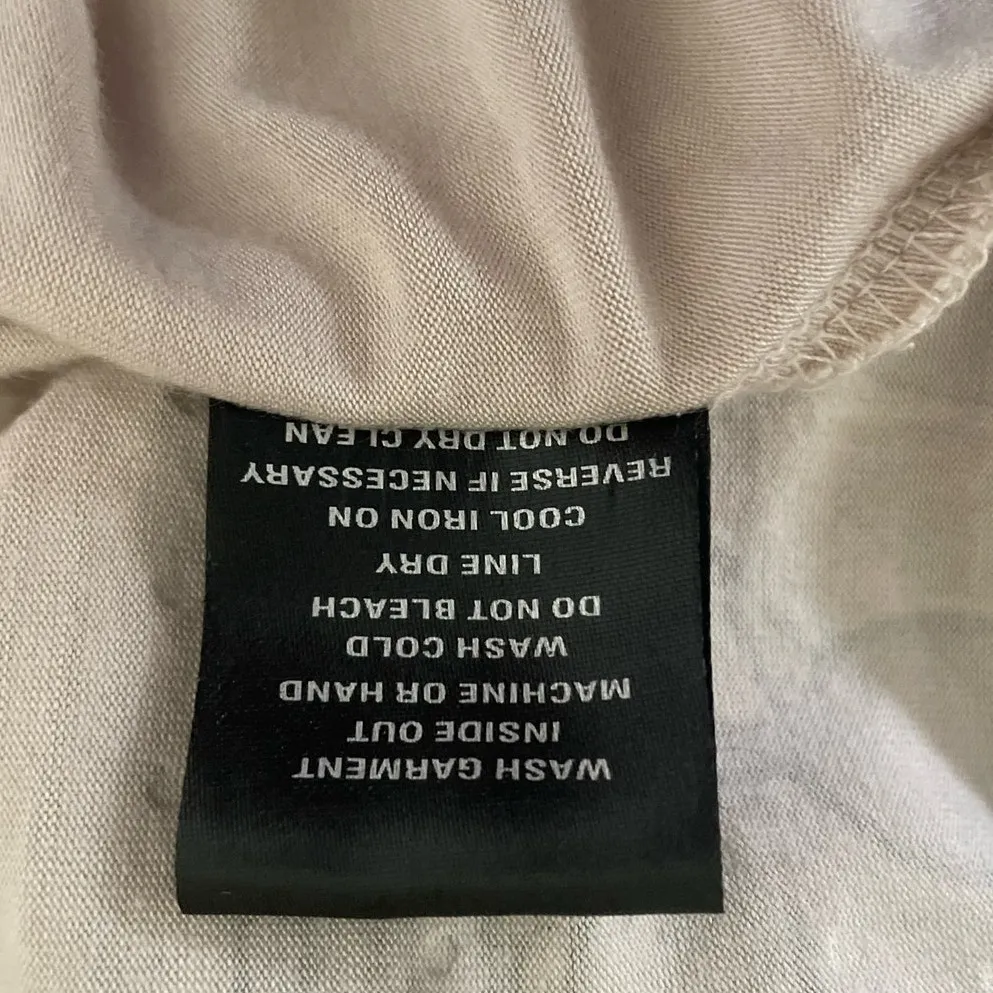 WASH GARMENT
INSIDE OUT
MACHINE OR HAND
WASH COLD
DO NOT BLEACH
LINE DRY
COOL IRON ON
REVERSE IF NECESSARY
DO NOT DRY CLEAN